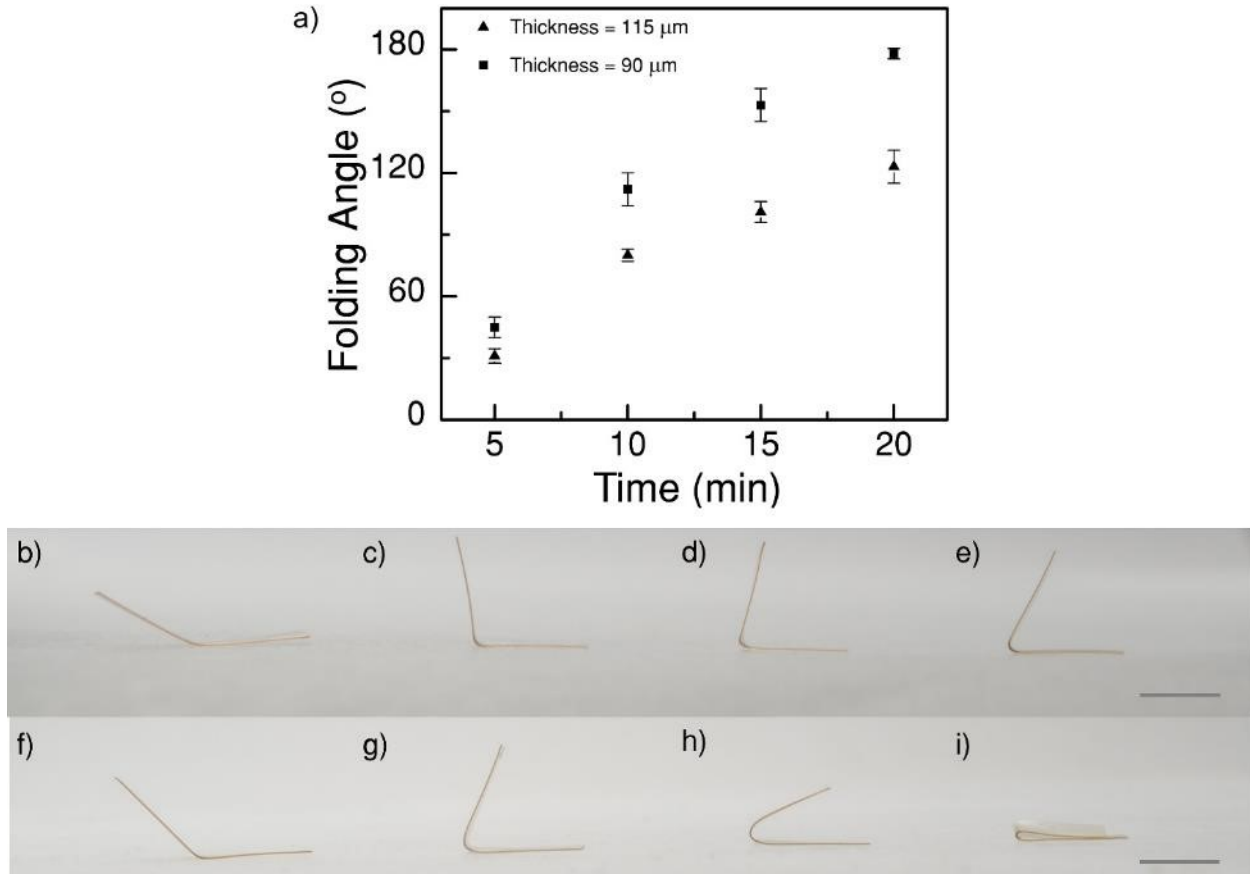 a)
▲ Thickness = 115 μm
■ Thickness = 90 μm
180
120
60
0
Folding Angle (º)
5 10 15 20
Time (min)
b) c) d) e)
f) g) h) i)